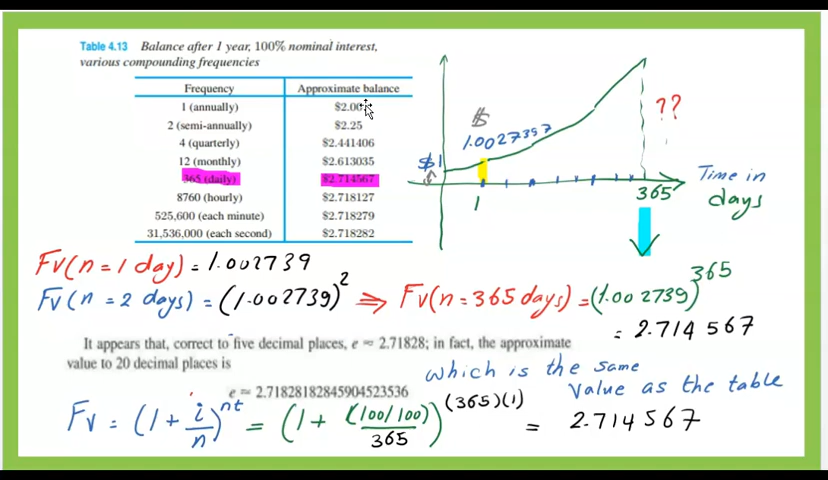 Table 4.13 Balance after 1 year, 100% nominal interest,
various compounding frequencies
Frequency Approximate balance
1 (annually) $2.00
2 (semi-annually) $2.25
4 (quarterly) $2.441406
12 (monthly) $2.613035
365 (daily) $2.714567
8760 (hourly) $2.718127
525,600 (each minute) $2.718279
31,536,000 (each second) $2.718282
$
1.0027397
$1
??
1
365
Time in
days
FV(n=1 day) = 1.002739
FV(n = 2 days) = (1.002739)^2 ⇒ FV(n=365 days) = (1.002739)^365
= 2.714567
It appears that, correct to five decimal places, e ≈ 2.71828; in fact, the approximate
value to 20 decimal places is
e ≈ 2.71828182845904523536
which is the same
value as the table
FV = (1 + i/n)^nt = (1 + (100/100)/365)^(365)(1) = 2.714567